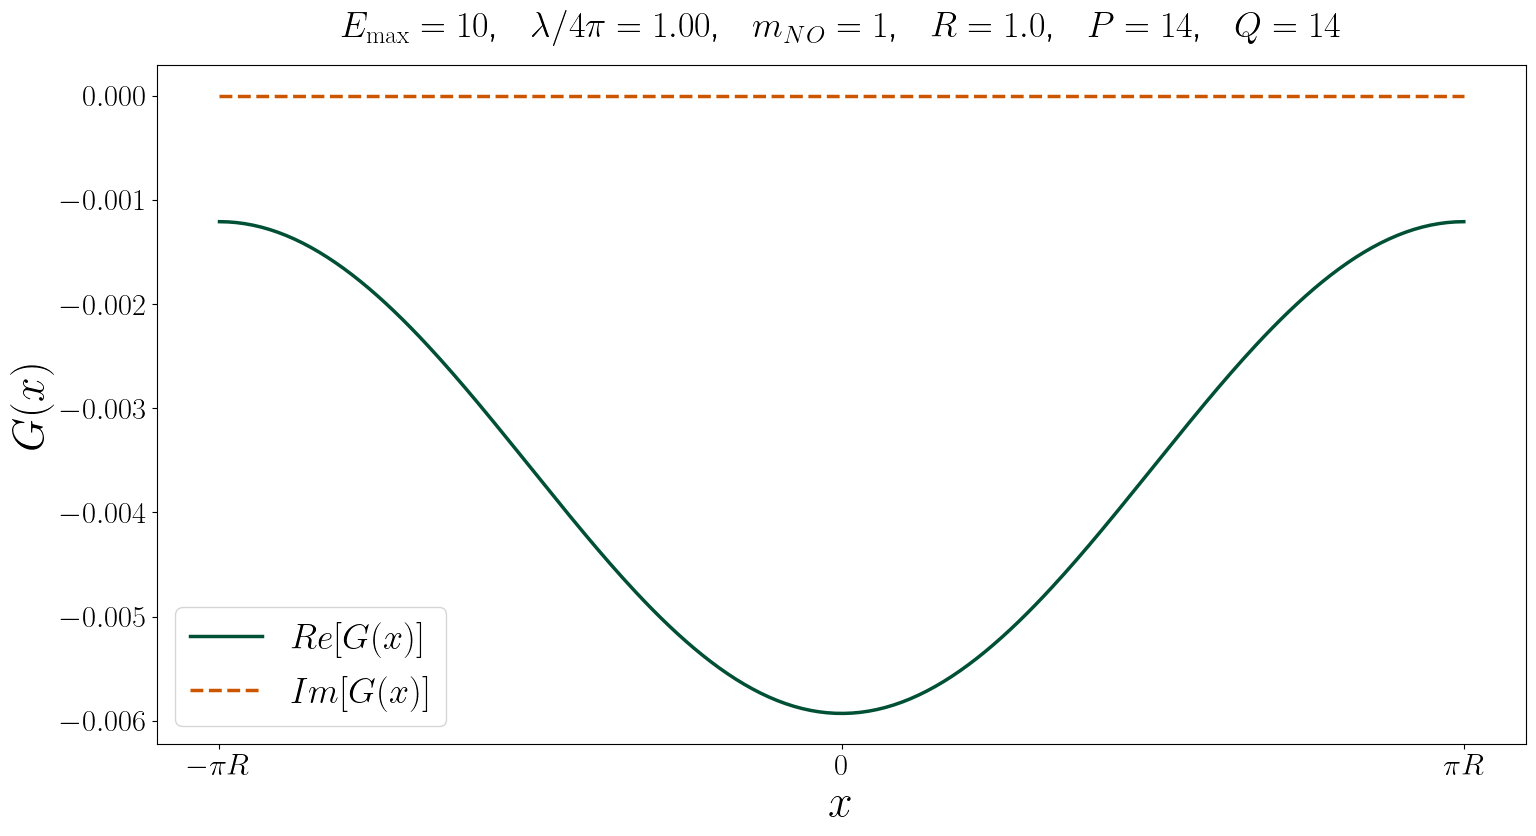 E_max = 10, λ/4π = 1.00, m_NO = 1, R = 1.0, P = 14, Q = 14
0.000
−0.001
−0.002
−0.003
−0.004
−0.005
−0.006
G(x)
Re[G(x)]
Im[G(x)]
−πR
0
πR
x